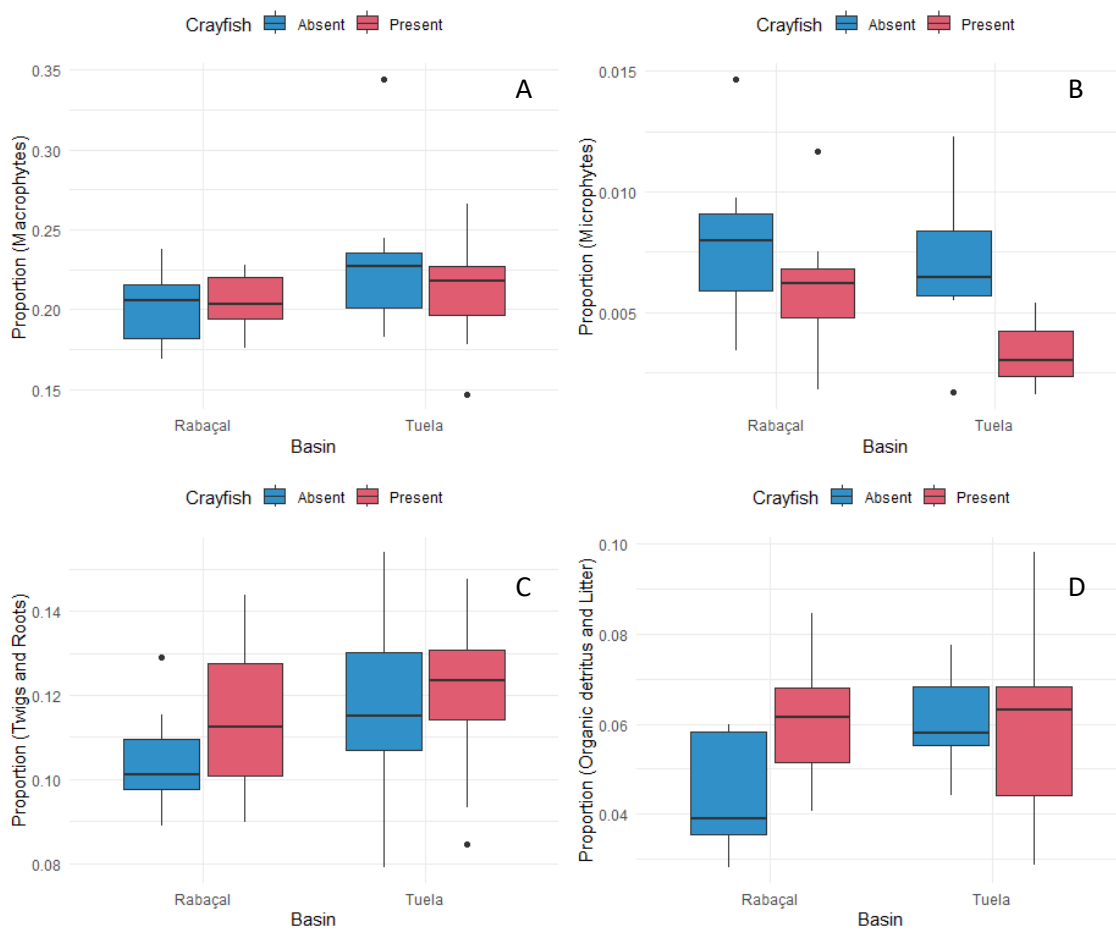 Crayfish Absent Present
A
Proportion (Macrophytes)
0.35
0.30
0.25
0.20
0.15
Rabaçal Tuela
Basin
Crayfish Absent Present
B
Proportion (Microphytes)
0.015
0.010
0.005
Rabaçal Tuela
Basin
Crayfish Absent Present
C
Proportion (Twigs and Roots)
0.14
0.12
0.10
0.08
Rabaçal Tuela
Basin
Crayfish Absent Present
D
Proportion (Organic detritus and Litter)
0.10
0.08
0.06
0.04
Rabaçal Tuela
Basin